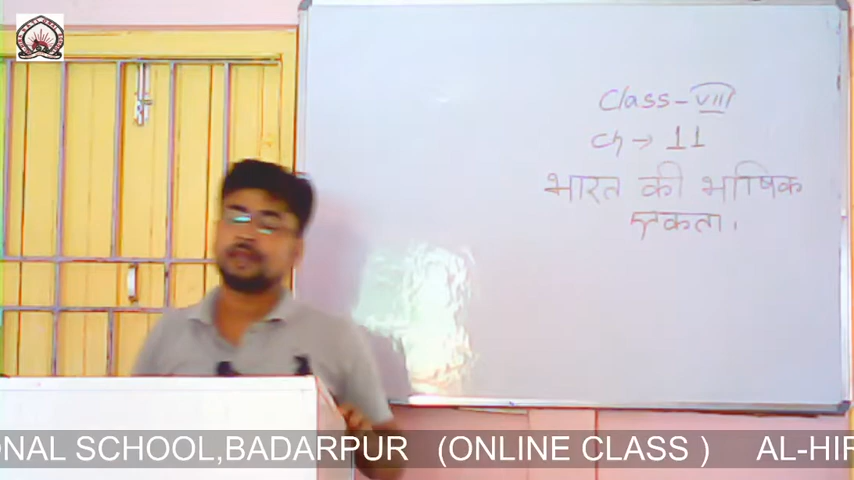 Class - VIII
Ch → 11
भारत की भाषिक
एकता।
ONAL SCHOOL,BADARPUR (ONLINE CLASS ) AL-HIR